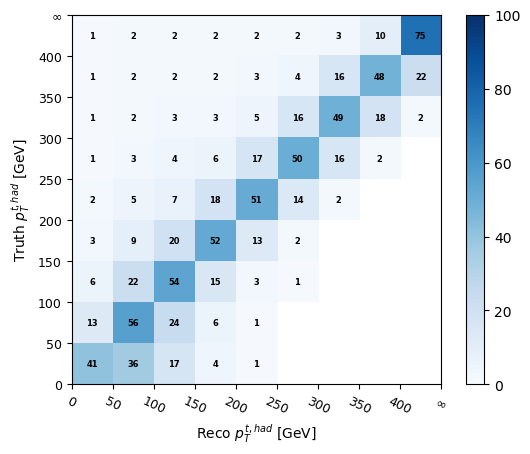 ∞ 1 2 2 2 2 2 3 10 75
400
1 2 2 2 3 4 16 48 22
350
1 2 3 3 5 16 49 18 2
300
1 3 4 6 17 50 16 2
250
2 5 7 18 51 14 2
200
3 9 20 52 13 2
150
6 22 54 15 3 1
100
13 56 24 6 1
50
41 36 17 4 1
0
0 50 100 150 200 250 300 350 400 ∞
Truth p_T^{t,had} [GeV]
Reco p_T^{t,had} [GeV]
100
80
60
40
20
0